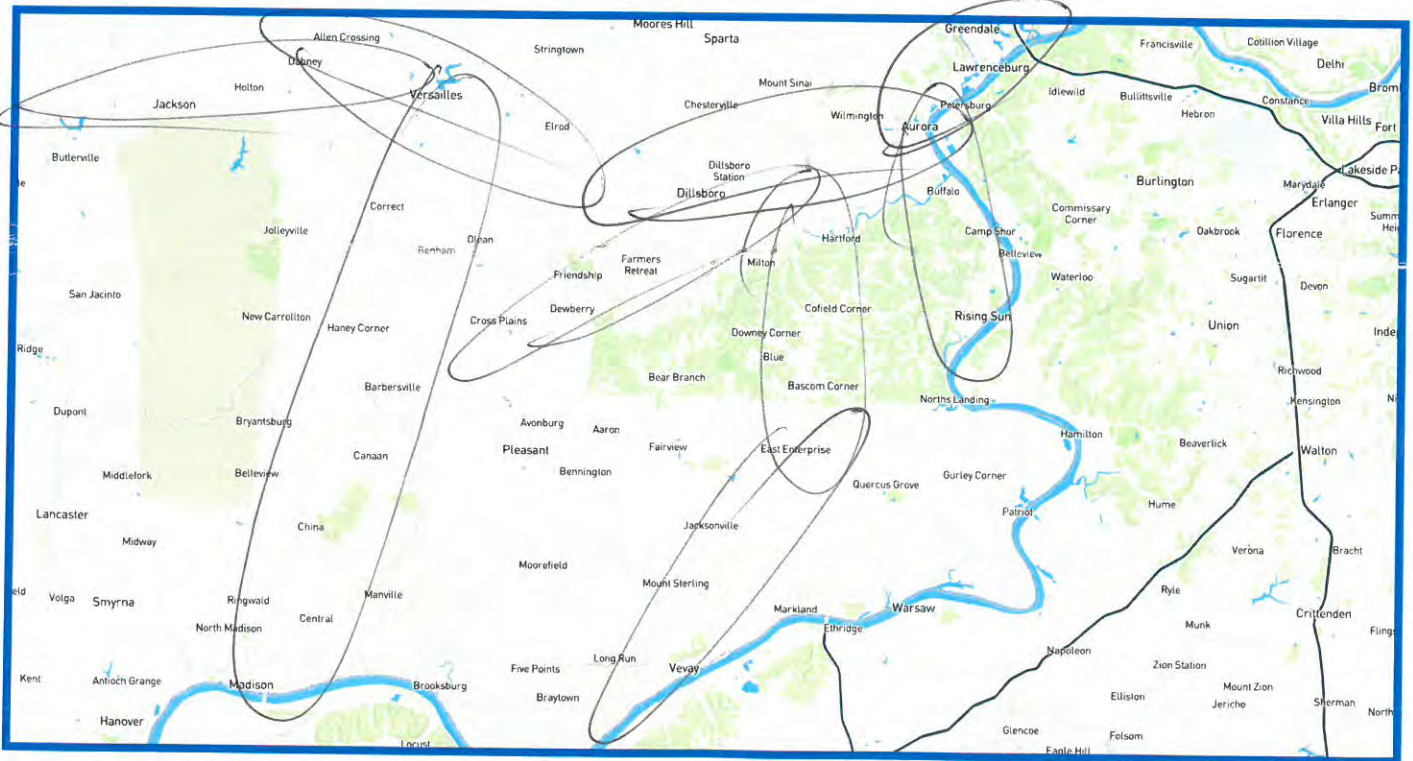 Moores Hill
Greendale
Allen Crossing
Sparta
Francisville
Cotillion Village
Stringtown
Dabney
Delhi
Lawrenceburg
Holton
Versailles
Mount Sinai
Idlewild
Bullittsville
Constance
Jackson
Chesterville
Petersburg
Hebron
Elrod
Wilmington
Aurora
Villa Hills
Fort
Butlerville
Dillsboro
Station
Dillsboro
Lakeside
Burlington
Marydale
Buffalo
Erlanger
Correct
Commissary
Corner
Jolleyville
Olean
Hartford
Camp Shor
Oakbrook
Florence
Benham
Belleview
Farmers
Retreat
Milton
Friendship
Waterloo
Sugartit
Devon
San Jacinto
Dewberry
Cofield Corner
New Carrollton
Haney Corner
Cross Plains
Rising Sun
Union
Downey Corner
Ridge
Blue
Richwood
Barbersville
Bear Branch
Bascom Corner
Norths Landing
Kensington
Dupont
Bryantsburg
Avonburg
Aaron
Hamilton
Pleasant
Fairview
East Enterprise
Beaverlick
Walton
Canaan
Middlefork
Belleview
Bennington
Quercus Grove
Gurley Corner
Hume
Lancaster
China
Jacksonville
Patriot
Midway
Verona
Bracht
Moorefield
Mount Sterling
Ryle
Volga
Smyrna
Ringwald
Manville
Markland
Warsaw
Central
Crittenden
North Madison
Ethridge
Munk
Napoleon
Long Run
Vevay
Five Points
Zion Station
Kent
Antioch Grange
Madison
Brooksburg
Braytown
Elliston
Mount Zion
Jericho
Sherman
North
Hanover
Glencoe
Folsom
Locust
Eagle Hill